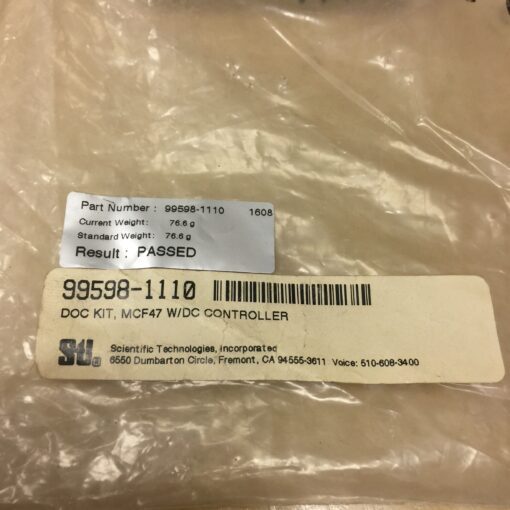 Part Number : 99598-1110 1608
Current Weight: 76.6 g
Standard Weight: 76.6 g
Result : PASSED
99598-1110
DOC KIT, MCF47 W/DC CONTROLLER
STI Scientific Technologies, Incorporated
6550 Dumbarton Circle, Fremont, CA 94555-3611 Voice: 510-608-3400